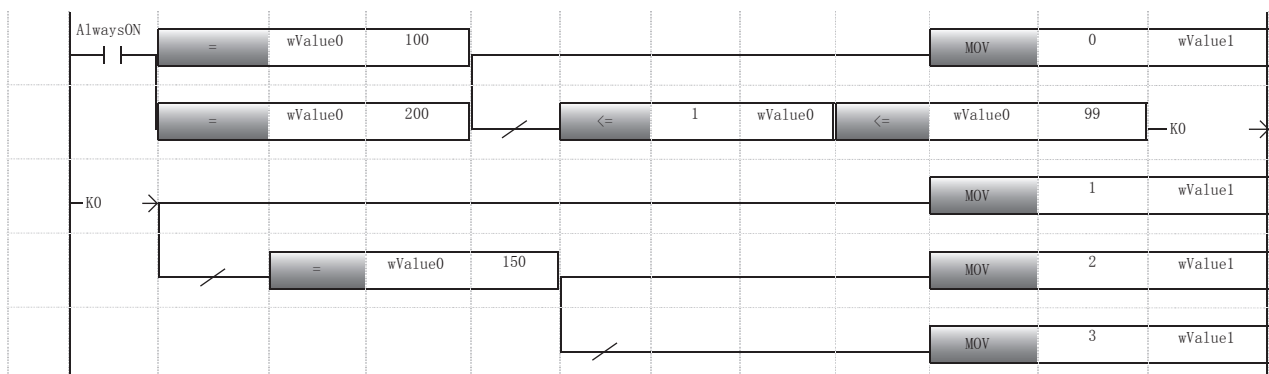 AlwaysON
= wValue0 100 MOV 0 wValue1
= wValue0 200 <= 1 wValue0 <= wValue0 99 K0
K0 MOV 1 wValue1
= wValue0 150 MOV 2 wValue1
MOV 3 wValue1